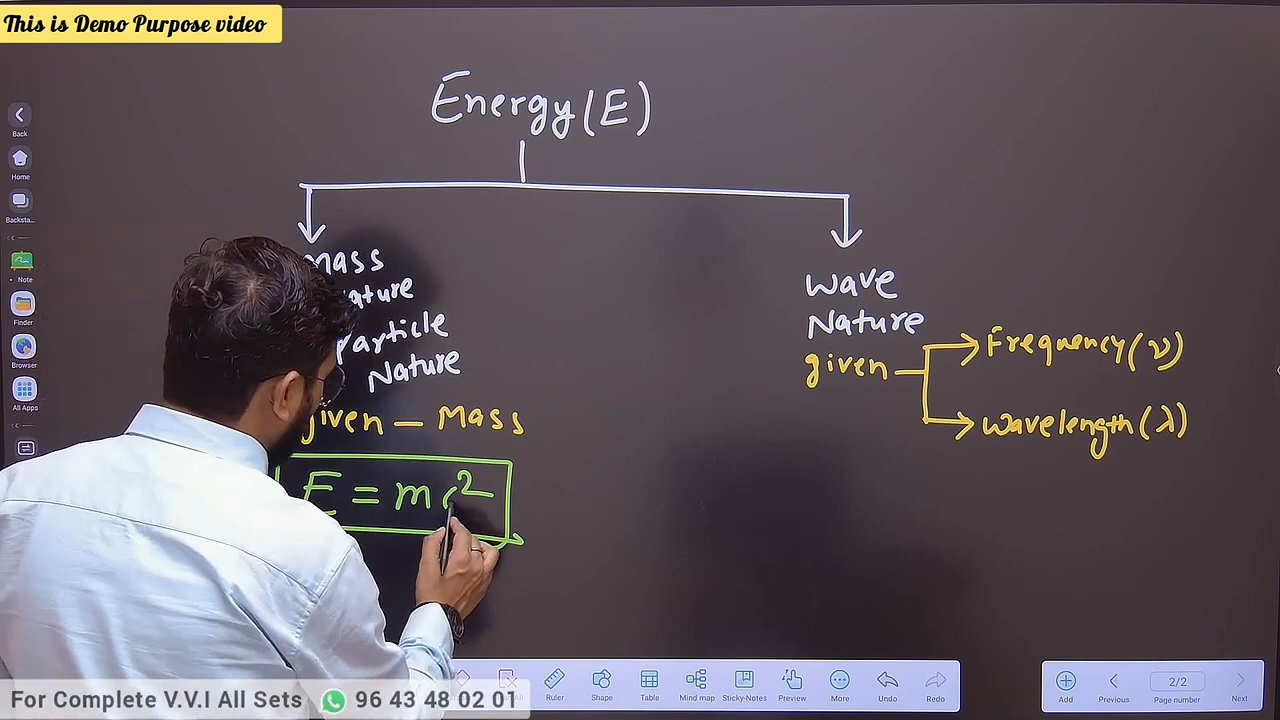 This is Demo Purpose video
Energy (E)
Mass
Particle
Nature
given — Mass
E = mc²
Wave
Nature
given
Frequency (ν)
Wavelength (λ)
Back
Home
Backsta...
Note
Finder
Browser
All Apps
Ruler
Shape
Table
Mind map
Sticky-Notes
Preview
More
Undo
Redo
Add
Previous
2/2
Page number
Next
For Complete V.V.I All Sets 96 43 48 02 01